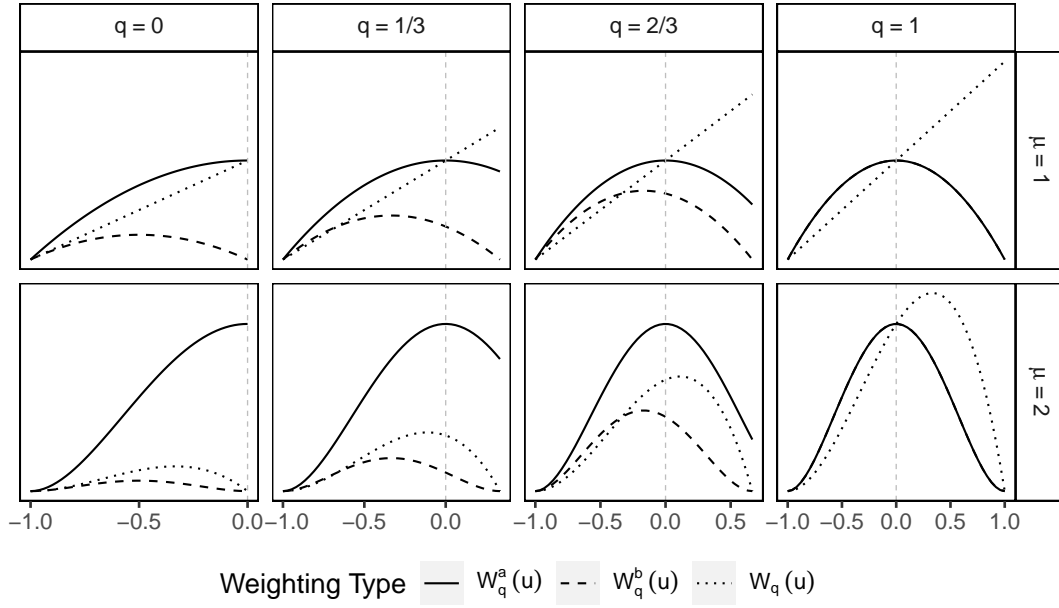 q = 0 q = 1/3 q = 2/3 q = 1
μ = 1
μ = 2
−1.0 −0.5 0.0 −1.0 −0.5 0.0 −1.0 −0.5 0.0 0.5 −1.0 −0.5 0.0 0.5 1.0
Weighting Type W_q^a(u) W_q^b(u) W_q(u)